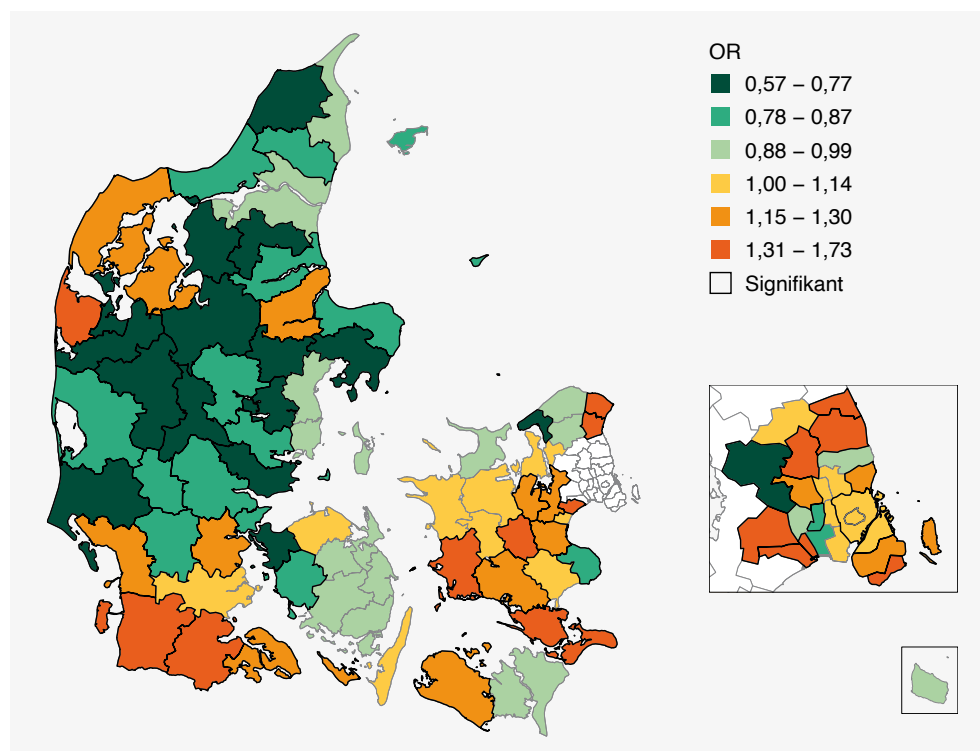 OR
0,57 – 0,77
0,78 – 0,87
0,88 – 0,99
1,00 – 1,14
1,15 – 1,30
1,31 – 1,73
Signifikant